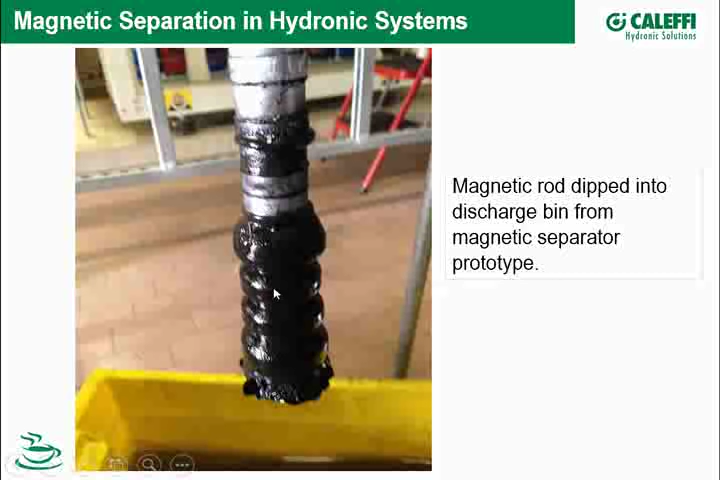 Magnetic Separation in Hydronic Systems
CALEFFI
Hydronic Solutions
Magnetic rod dipped into
discharge bin from
magnetic separator
prototype.